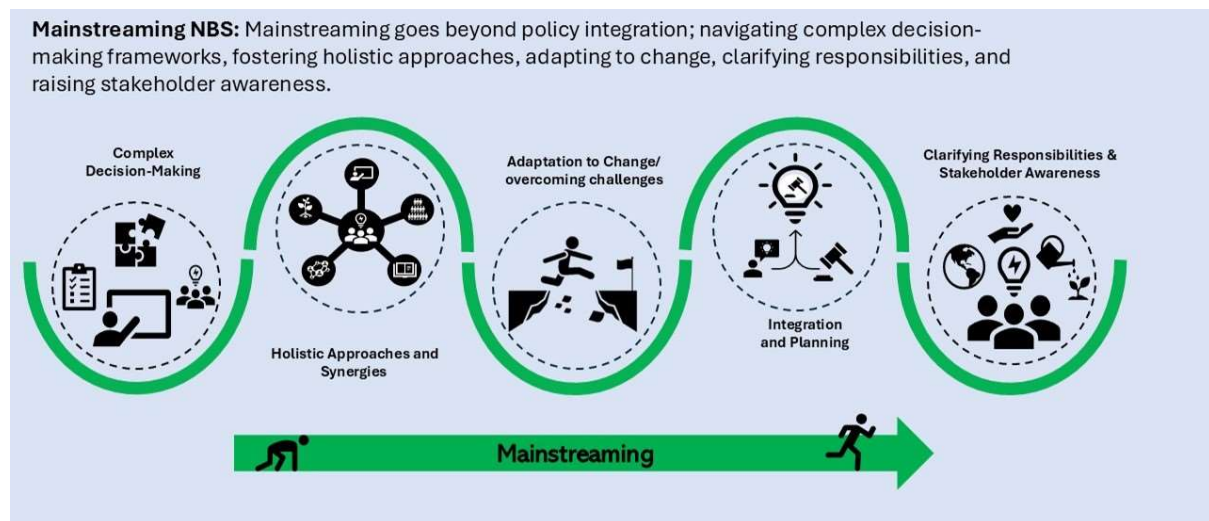 Mainstreaming NBS: Mainstreaming goes beyond policy integration; navigating complex decision-
making frameworks, fostering holistic approaches, adapting to change, clarifying responsibilities, and
raising stakeholder awareness.
Complex
Decision-Making
Holistic Approaches and
Synergies
Adaptation to Change/
overcoming challenges
Integration
and Planning
Clarifying Responsibilities &
Stakeholder Awareness
Mainstreaming